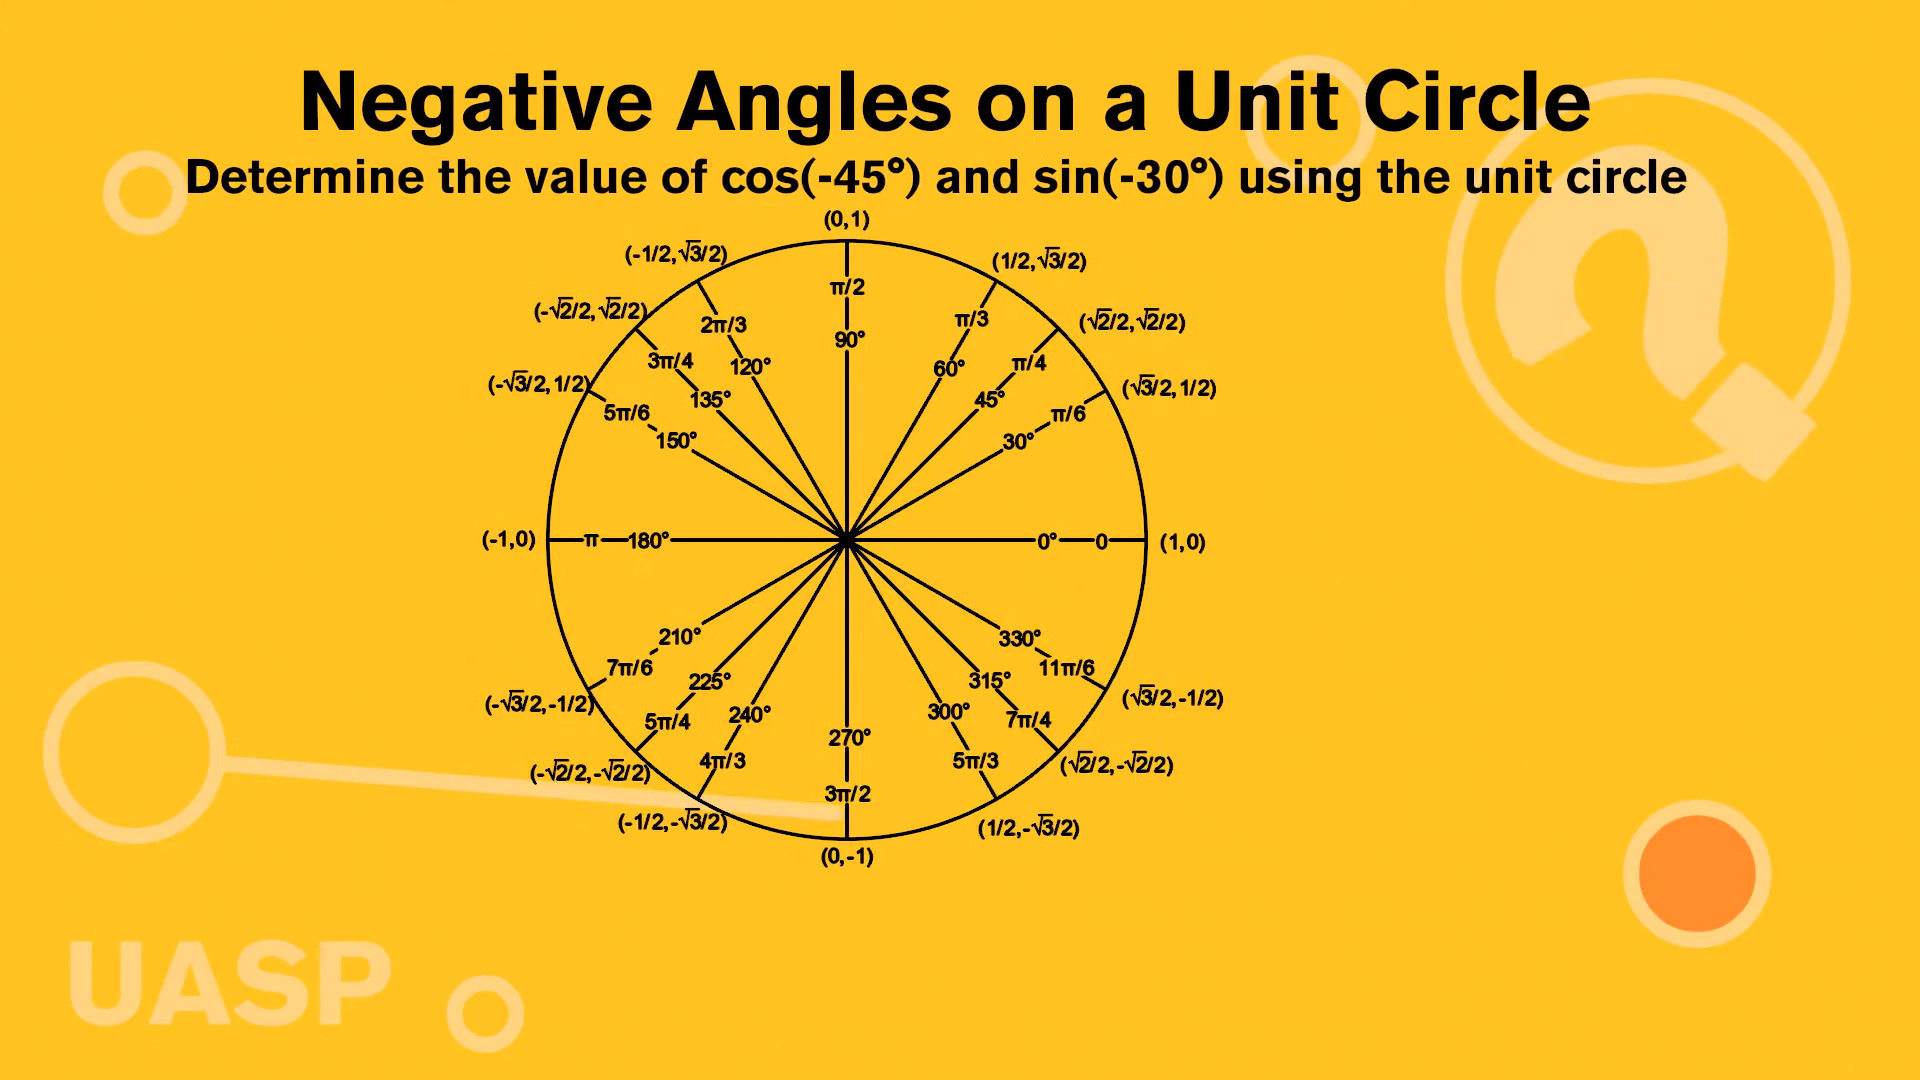 Negative Angles on a Unit Circle
Determine the value of cos(-45°) and sin(-30°) using the unit circle
(0,1)
(-1/2,√3/2)
(1/2,√3/2)
π/2
(-√2/2,√2/2)
2π/3
π/3
(√2/2,√2/2)
90°
3π/4
120°
60°
π/4
(-√3/2,1/2)
135°
45°
(√3/2,1/2)
5π/6
π/6
150°
30°
(-1,0)
π
180°
0°
0
(1,0)
210°
330°
7π/6
11π/6
225°
315°
(-√3/2,-1/2)
(√3/2,-1/2)
5π/4
240°
300°
7π/4
270°
4π/3
5π/3
(-√2/2,-√2/2)
(√2/2,-√2/2)
3π/2
(-1/2,-√3/2)
(1/2,-√3/2)
(0,-1)
UASP